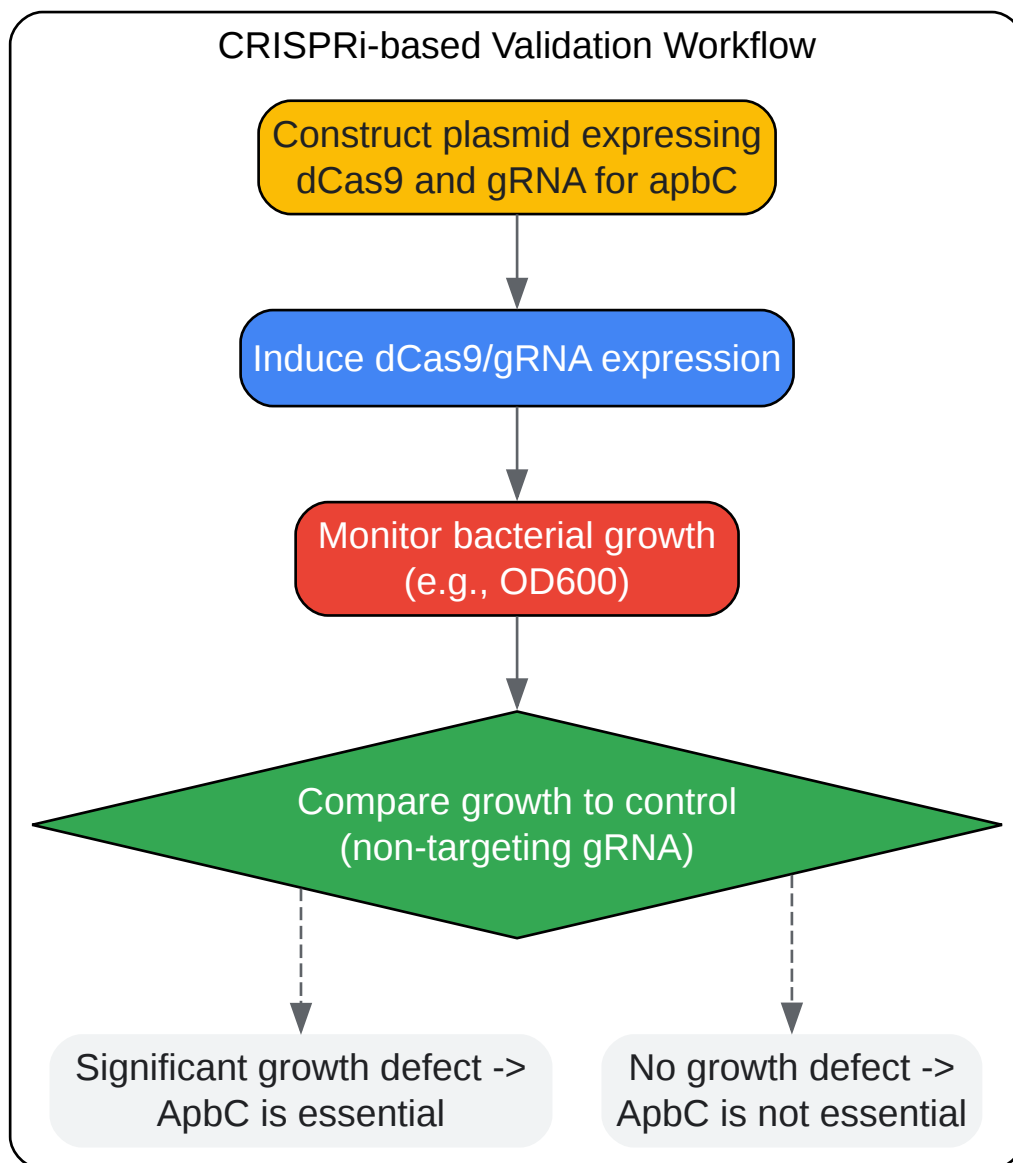 CRISPRi-based Validation Workflow
Construct plasmid expressing
dCas9 and gRNA for apbC
Induce dCas9/gRNA expression
Monitor bacterial growth
(e.g., OD600)
Compare growth to control
(non-targeting gRNA)
Significant growth defect ->
ApbC is essential
No growth defect ->
ApbC is not essential